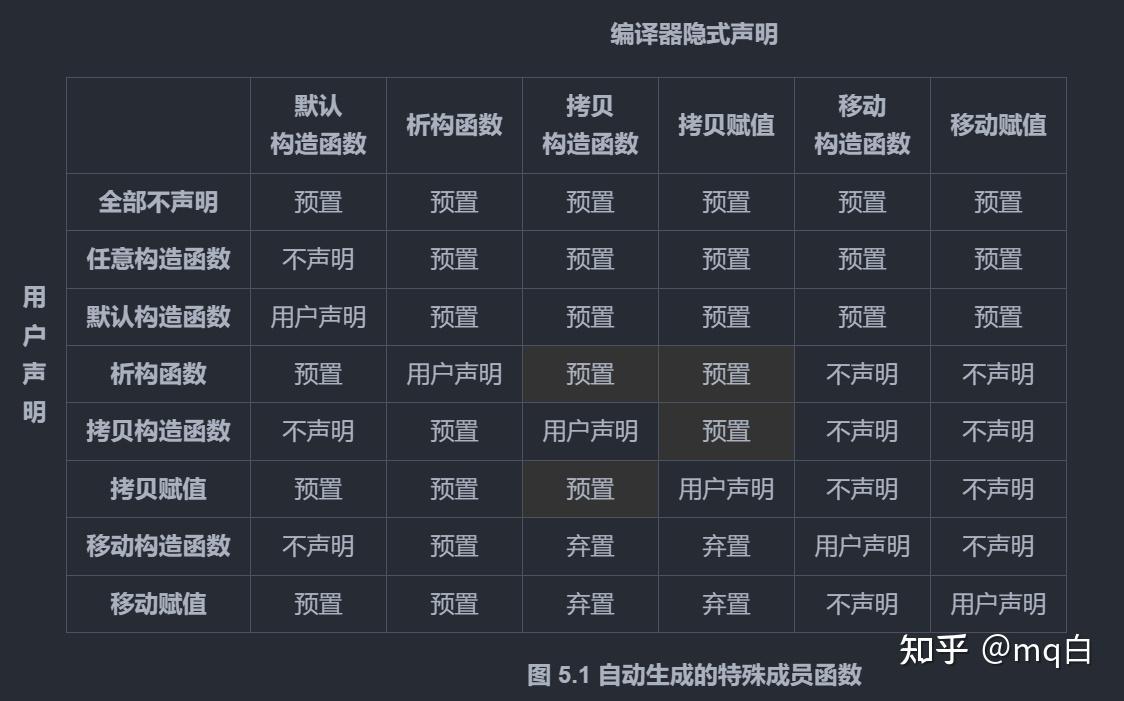 编译器隐式声明
默认
构造函数
析构函数
拷贝
构造函数
拷贝赋值
移动
构造函数
移动赋值
用户声明
全部不声明 预置 预置 预置 预置 预置 预置
任意构造函数 不声明 预置 预置 预置 预置 预置
默认构造函数 用户声明 预置 预置 预置 预置 预置
析构函数 预置 用户声明 预置 预置 不声明 不声明
拷贝构造函数 不声明 预置 用户声明 预置 不声明 不声明
拷贝赋值 预置 预置 预置 用户声明 不声明 不声明
移动构造函数 不声明 预置 弃置 弃置 用户声明 不声明
移动赋值 预置 预置 弃置 弃置 不声明 用户声明
知乎 @mq白
图 5.1 自动生成的特殊成员函数